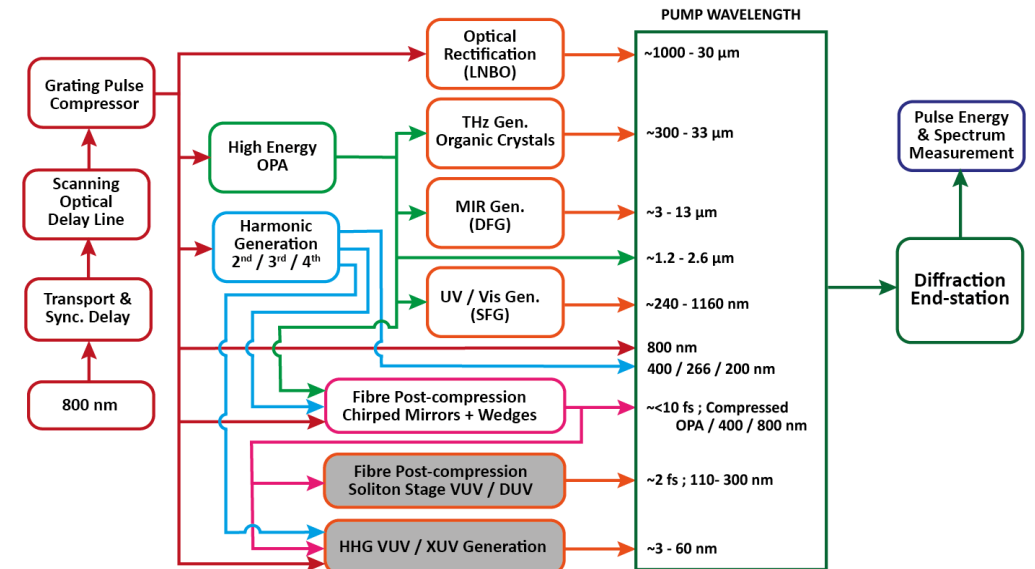 PUMP WAVELENGTH
Optical
Rectification
(LNBO)
~1000 - 30 µm
Grating Pulse
Compressor
THz Gen.
Organic Crystals
~300 - 33 µm
Pulse Energy
& Spectrum
Measurement
High Energy
OPA
Scanning
Optical
Delay Line
MIR Gen.
(DFG)
~3 - 13 µm
Harmonic
Generation
2nd / 3rd / 4th
~1.2 - 2.6 µm
Diffraction
End-station
Transport &
Sync. Delay
UV / Vis Gen.
(SFG)
~240 - 1160 nm
800 nm
400 / 266 / 200 nm
800 nm
Fibre Post-compression
Chirped Mirrors + Wedges
~<10 fs ; Compressed
OPA / 400 / 800 nm
Fibre Post-compression
Soliton Stage VUV / DUV
~2 fs ; 110- 300 nm
HHG VUV / XUV Generation
~3 - 60 nm